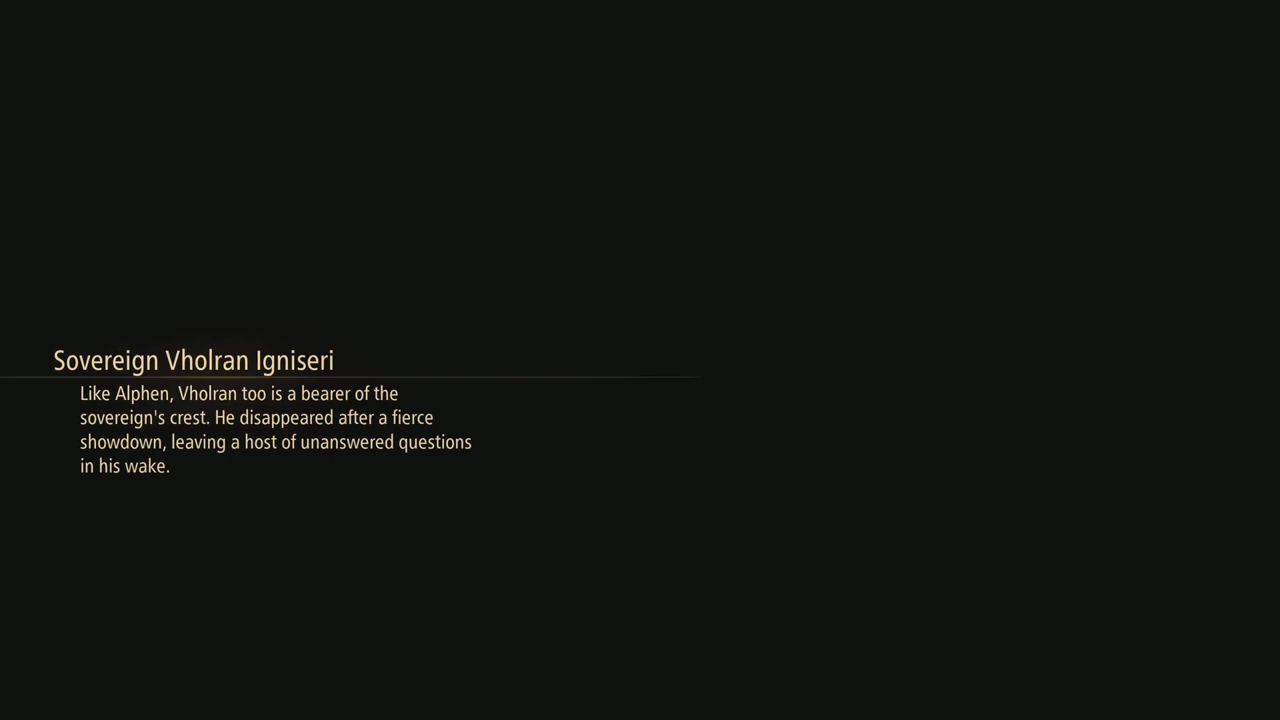 Sovereign Vholran Igniseri
Like Alphen, Vholran too is a bearer of the
sovereign's crest. He disappeared after a fierce
showdown, leaving a host of unanswered questions
in his wake.